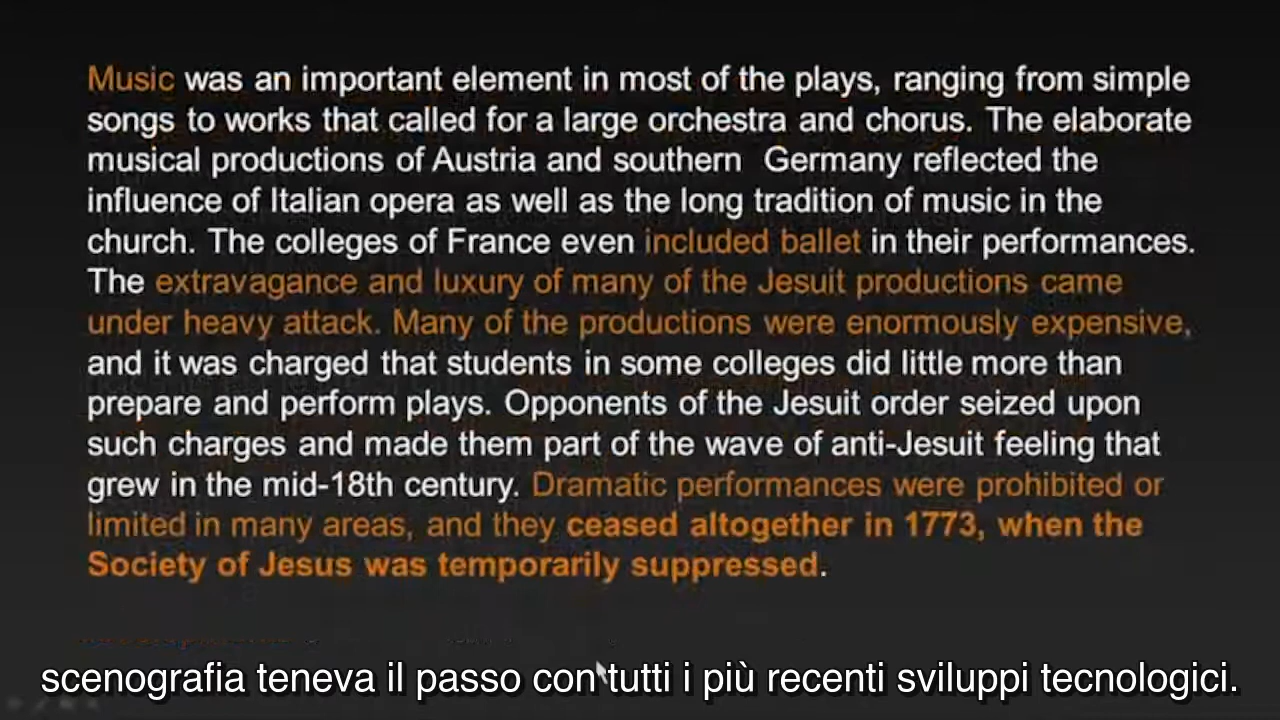 Music was an important element in most of the plays, ranging from simple
songs to works that called for a large orchestra and chorus. The elaborate
musical productions of Austria and southern Germany reflected the
influence of Italian opera as well as the long tradition of music in the
church. The colleges of France even included ballet in their performances.
The extravagance and luxury of many of the Jesuit productions came
under heavy attack. Many of the productions were enormously expensive,
and it was charged that students in some colleges did little more than
prepare and perform plays. Opponents of the Jesuit order seized upon
such charges and made them part of the wave of anti-Jesuit feeling that
grew in the mid-18th century. Dramatic performances were prohibited or
limited in many areas, and they ceased altogether in 1773, when the
Society of Jesus was temporarily suppressed.
scenografia teneva il passo con tutti i più recenti sviluppi tecnologici.